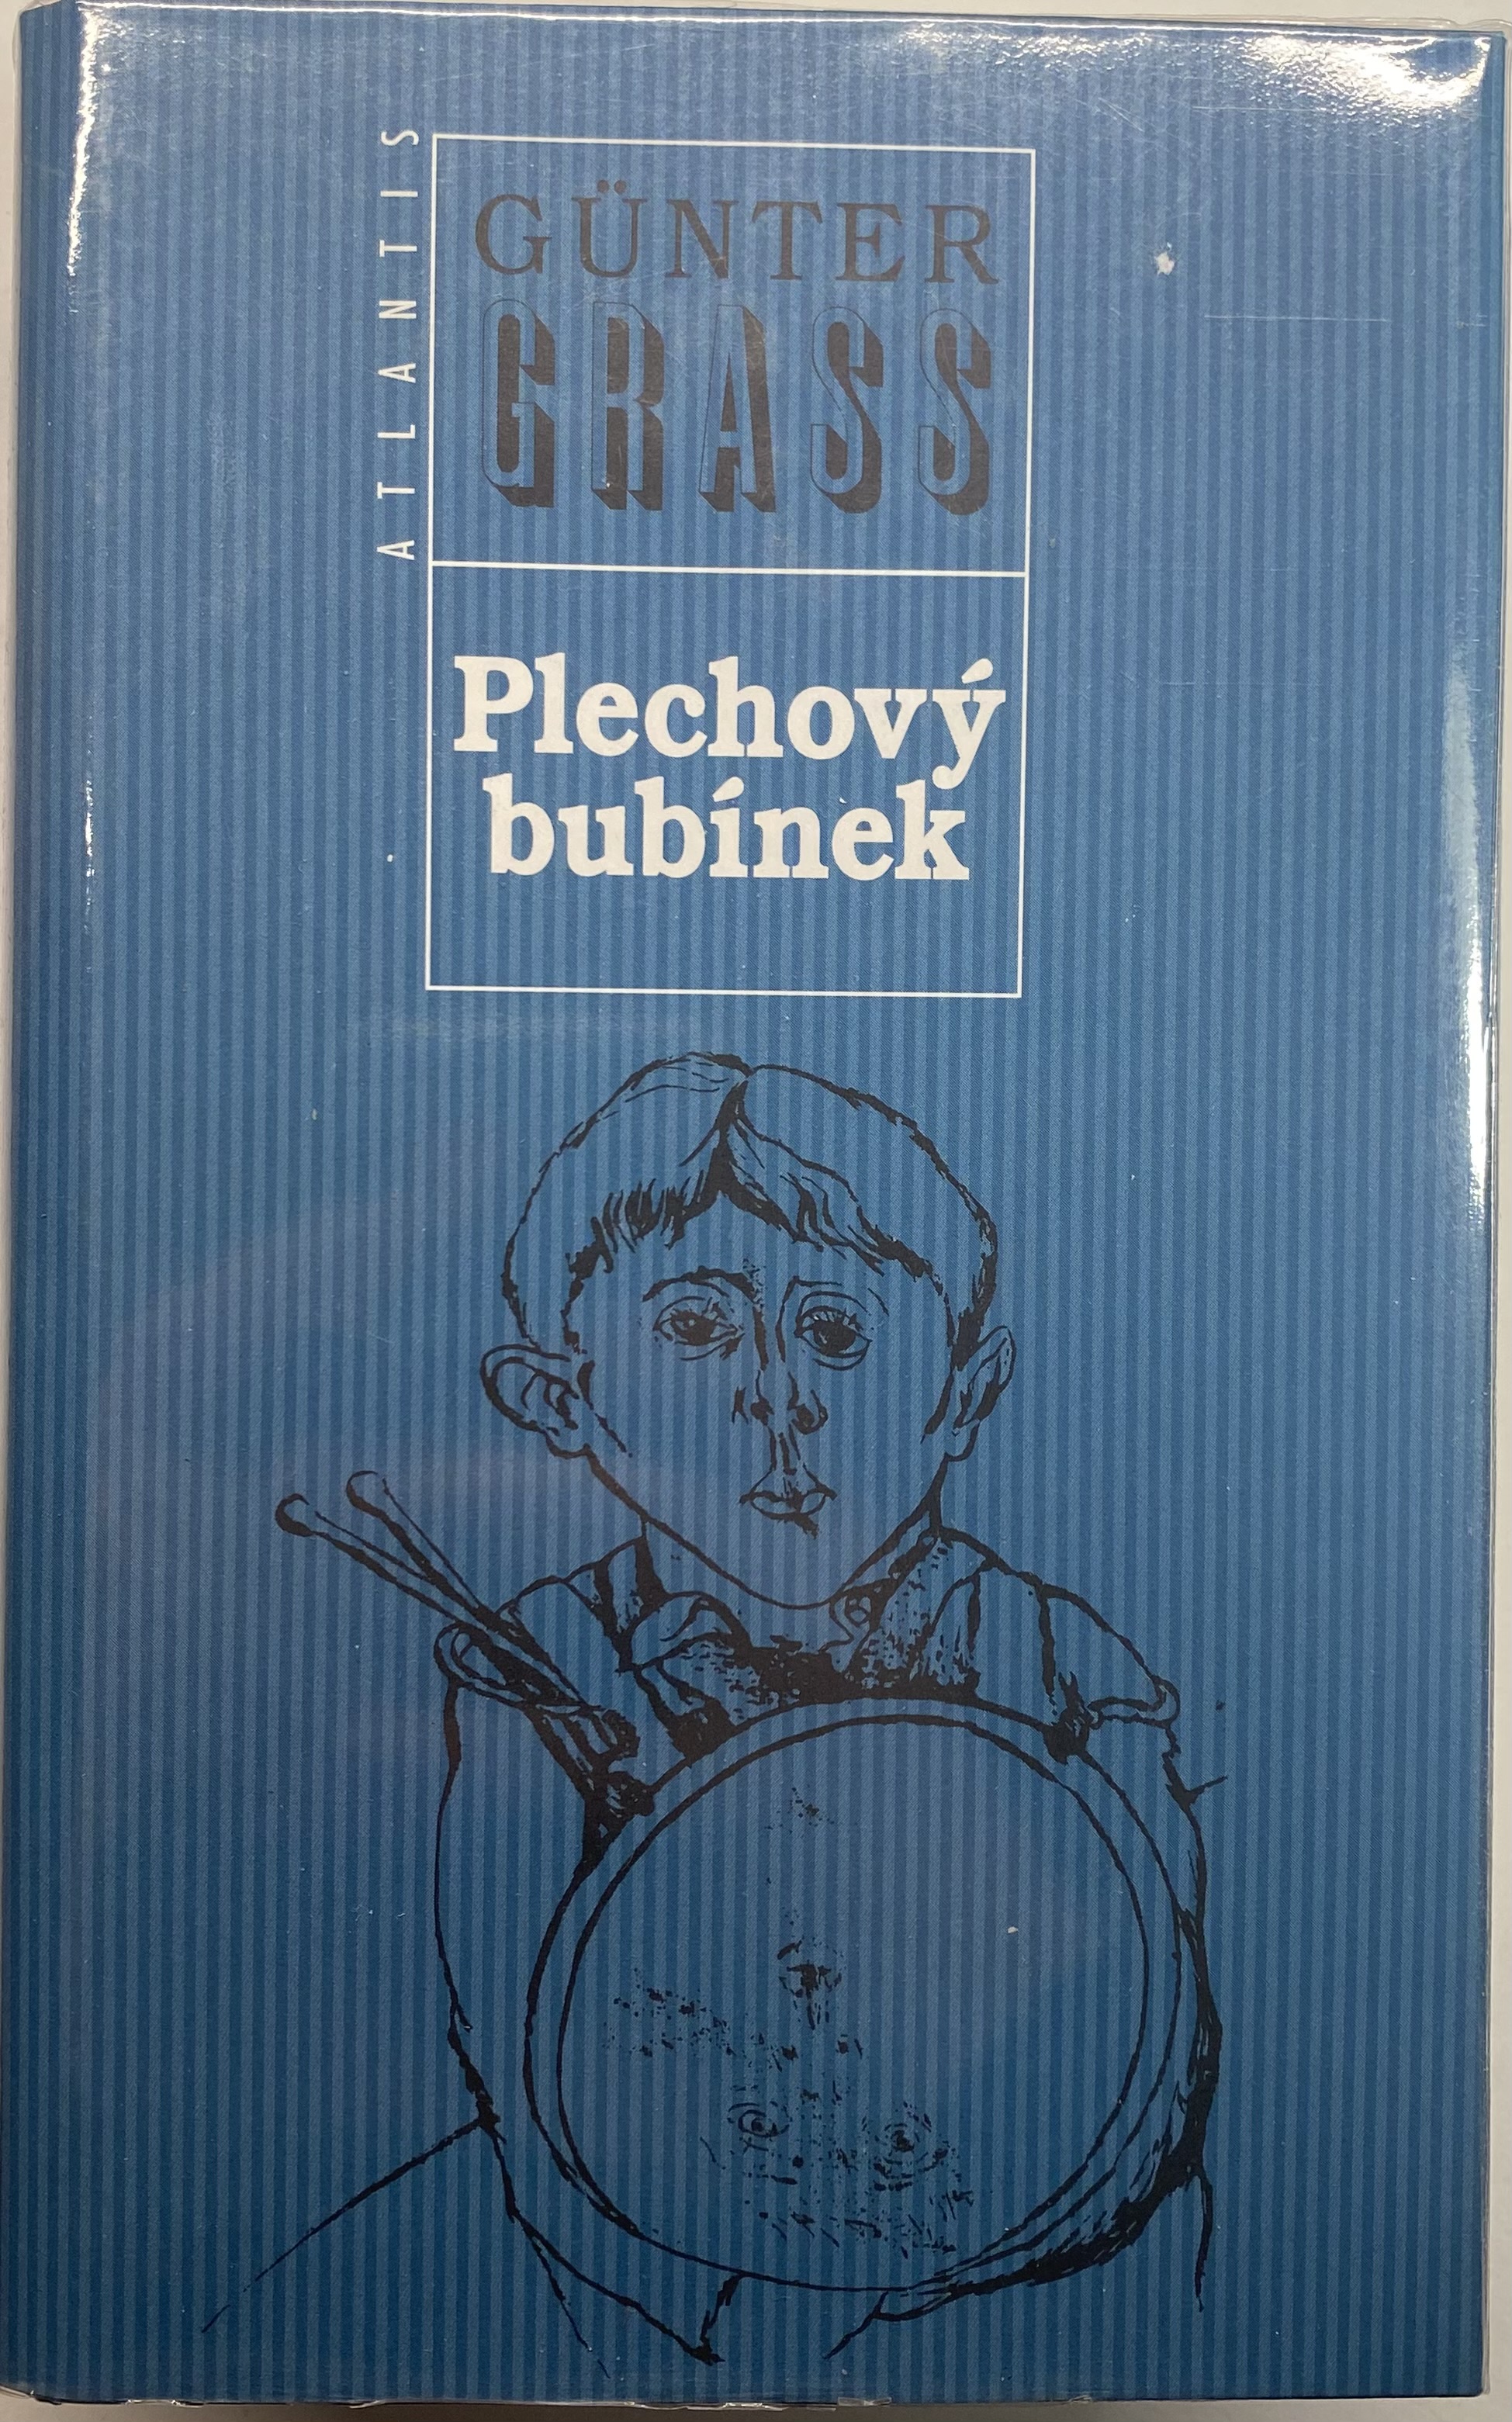 ATLANTIS
GÜNTER
GRASS
Plechový
bubínek